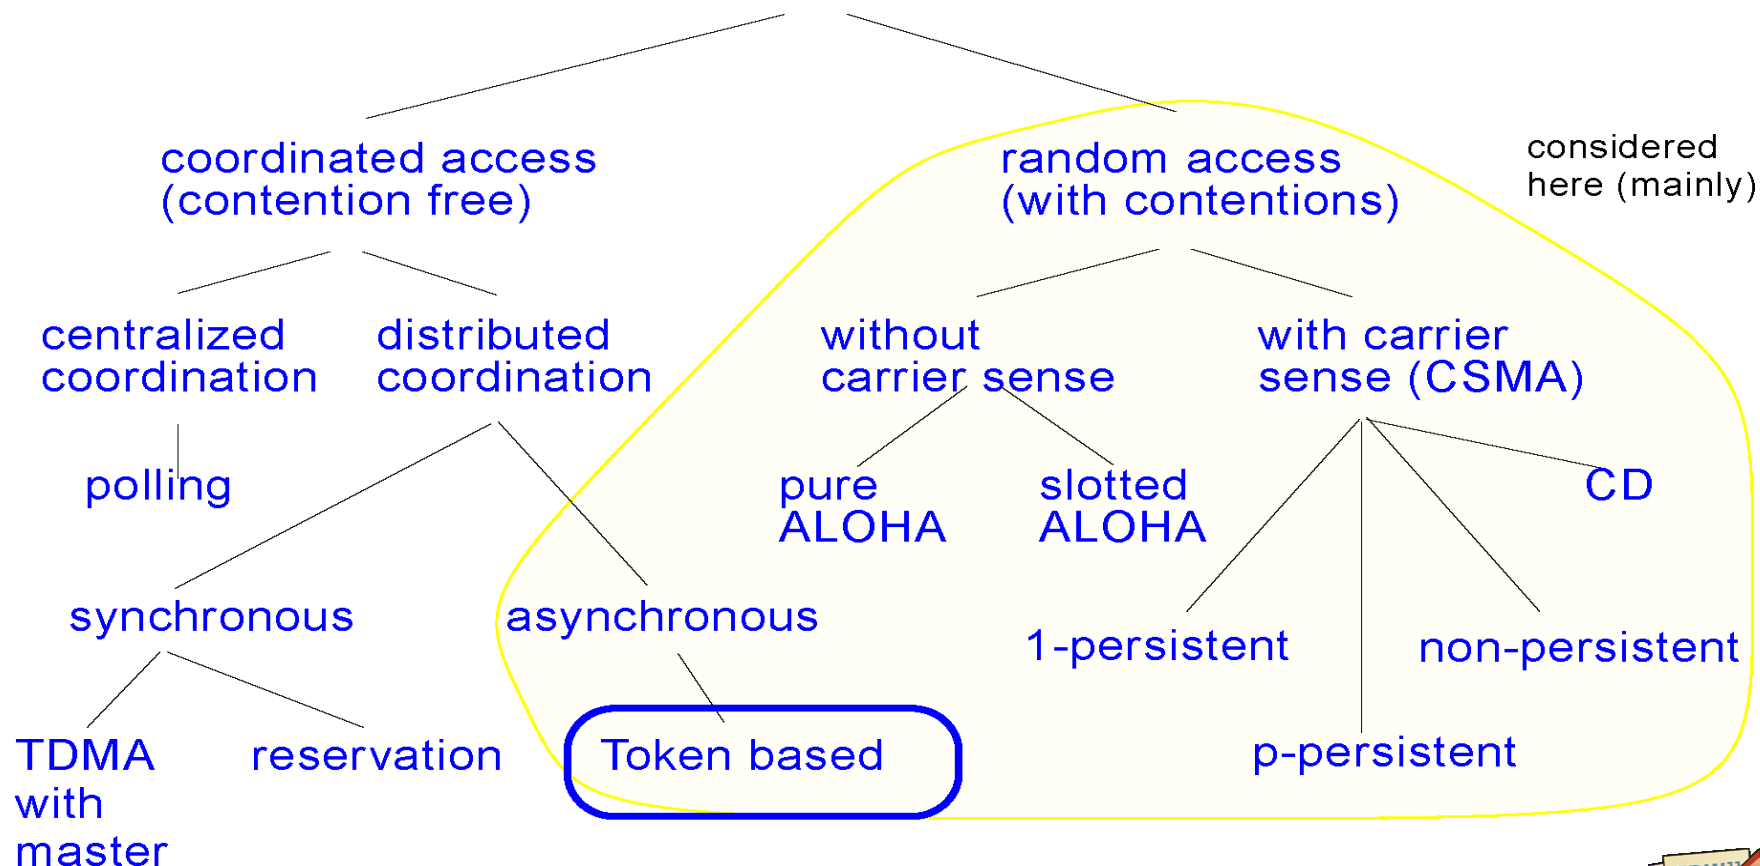 coordinated access
(contention free)
random access
(with contentions)
considered
here (mainly)
centralized
coordination
distributed
coordination
without
carrier sense
with carrier
sense (CSMA)
polling
pure
ALOHA
slotted
ALOHA
CD
synchronous
asynchronous
1-persistent
non-persistent
TDMA
with
master
reservation
Token based
p-persistent